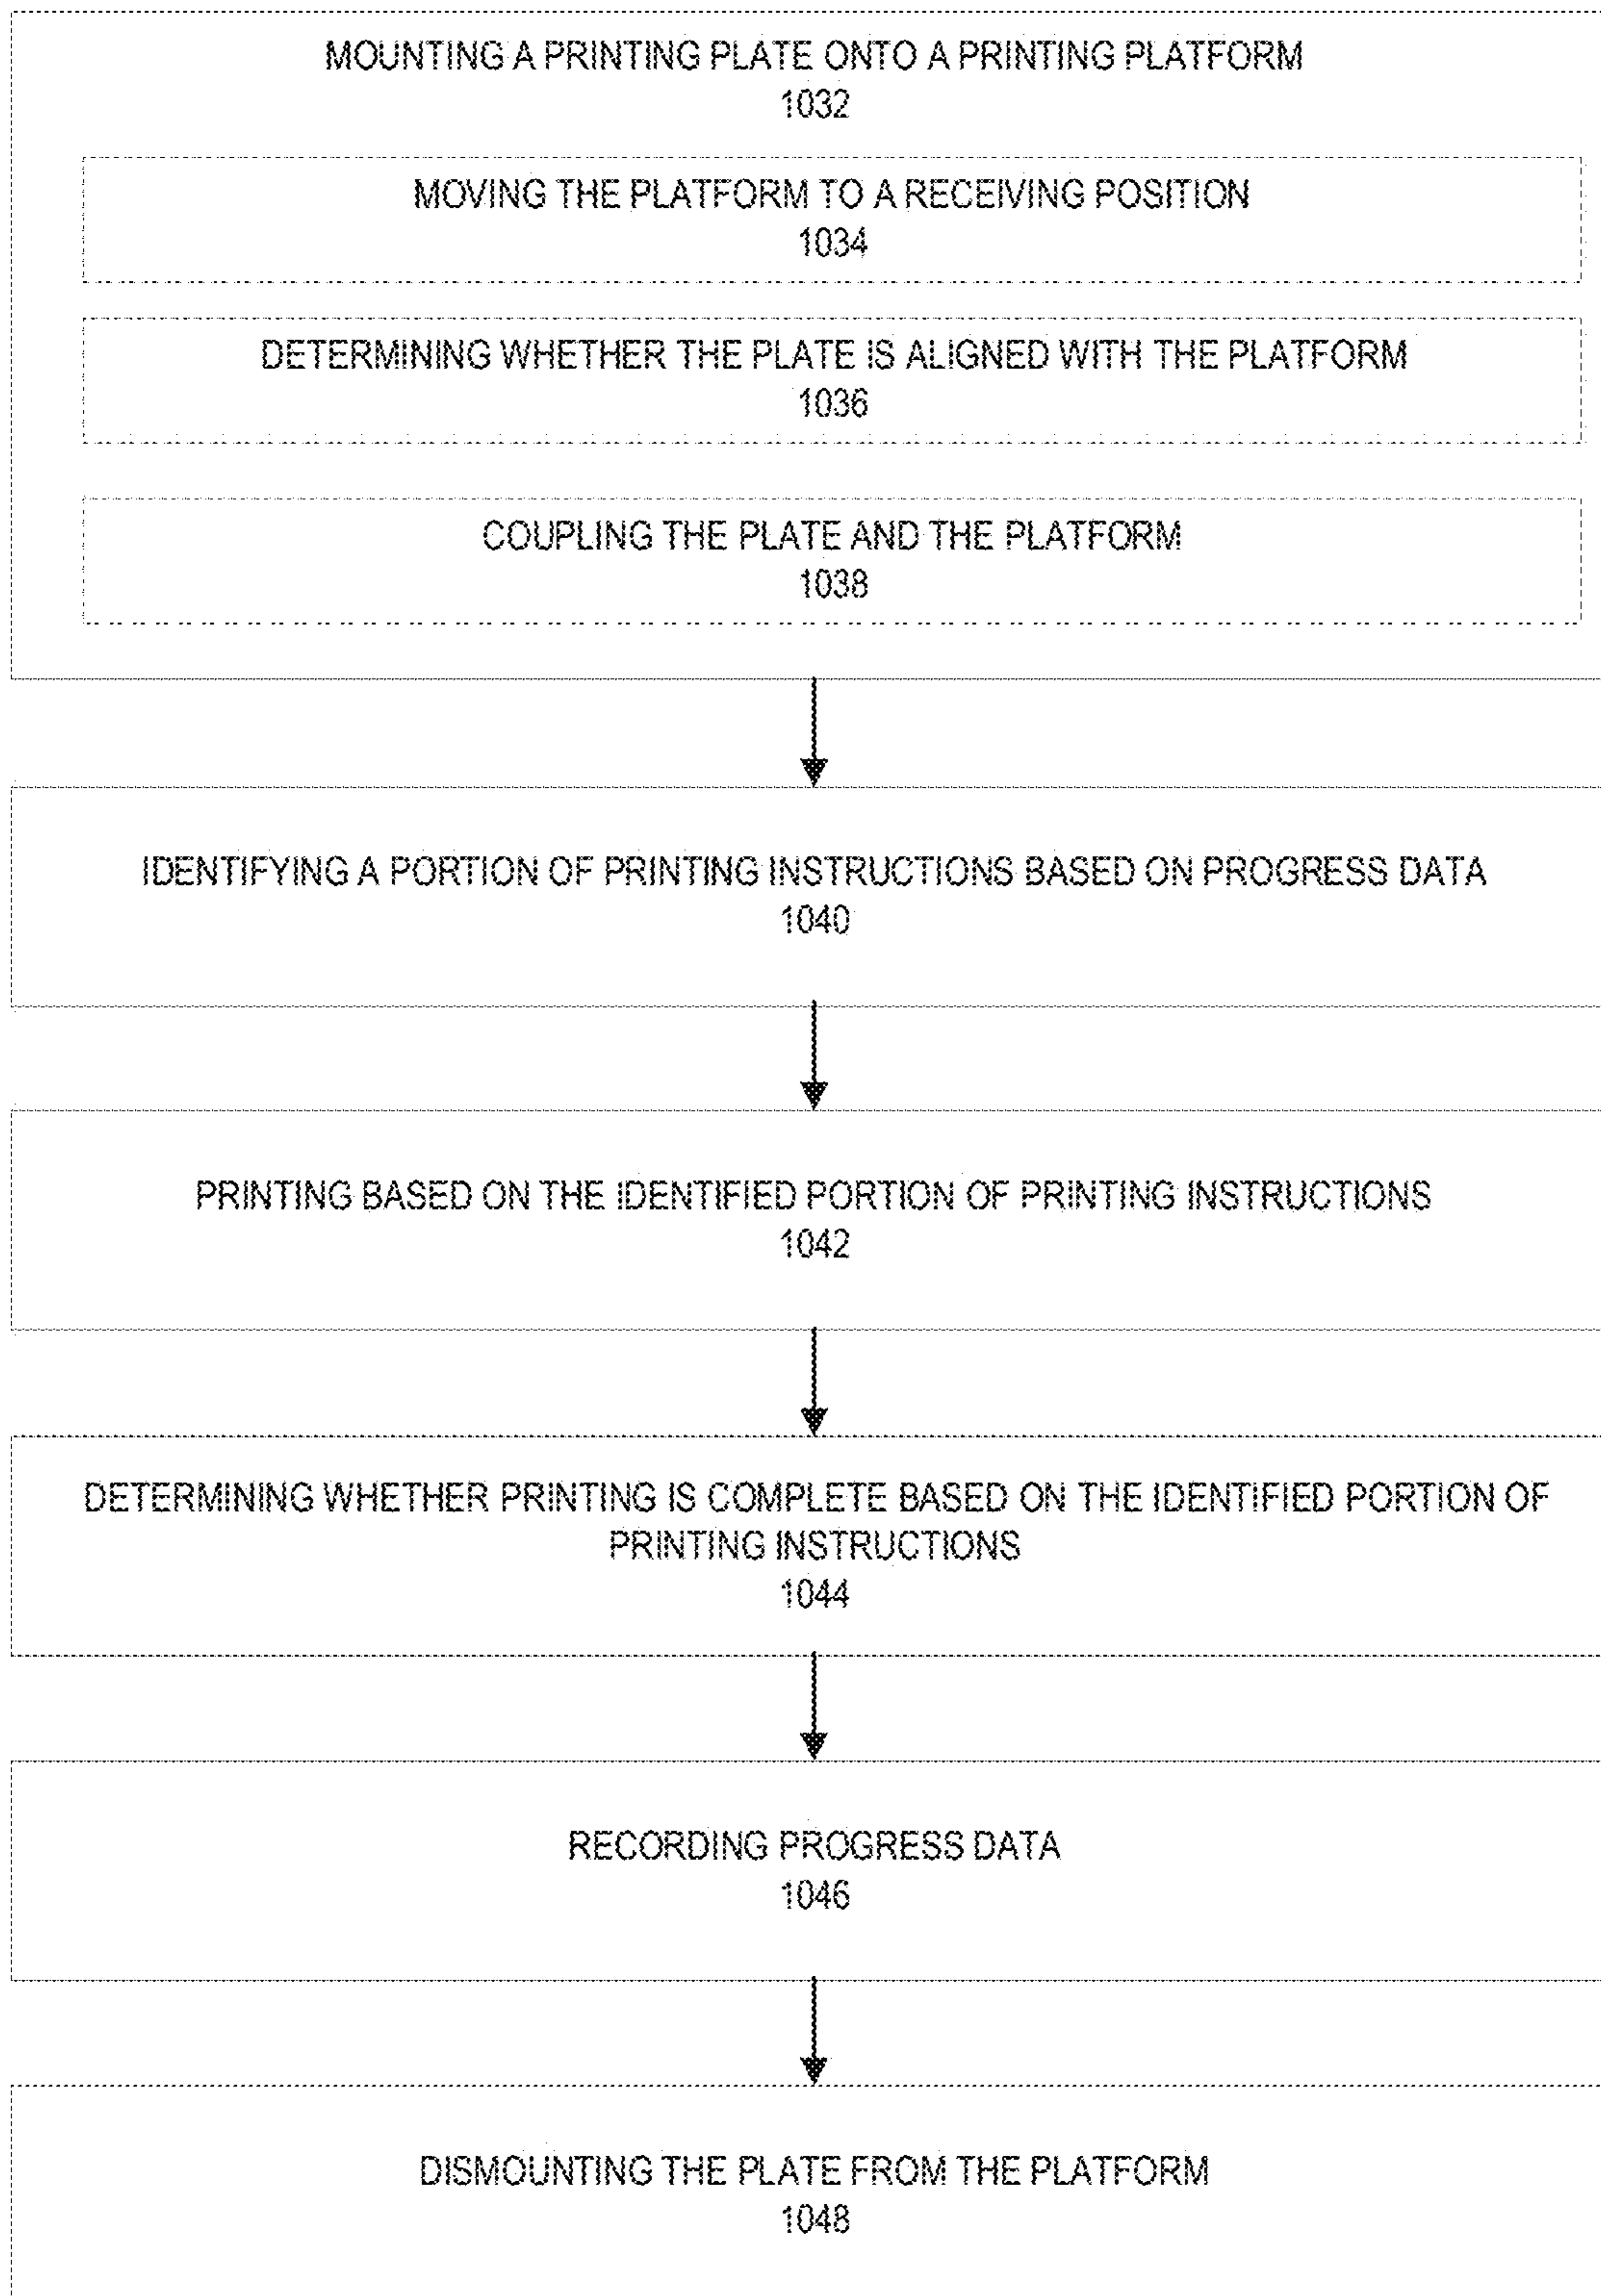 MOUNTING A PRINTING PLATE ONTO A PRINTING PLATFORM
1032
MOVING THE PLATFORM TO A RECEIVING POSITION
1034
DETERMINING WHETHER THE PLATE IS ALIGNED WITH THE PLATFORM
1036
COUPLING THE PLATE AND THE PLATFORM
1038
IDENTIFYING A PORTION OF PRINTING INSTRUCTIONS BASED ON PROGRESS DATA
1040
PRINTING BASED ON THE IDENTIFIED PORTION OF PRINTING INSTRUCTIONS
1042
DETERMINING WHETHER PRINTING IS COMPLETE BASED ON THE IDENTIFIED PORTION OF
PRINTING INSTRUCTIONS
1044
RECORDING PROGRESS DATA
1046
DISMOUNTING THE PLATE FROM THE PLATFORM
1048